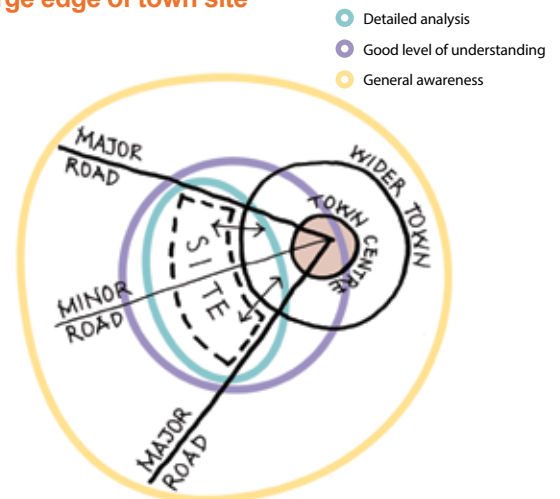 rge edge of town site
Detailed analysis
Good level of understanding
General awareness
MAJOR
ROAD
WIDER TOWN
TOWN
CENTRE
SITE
MINOR
ROAD
MAJOR
ROAD